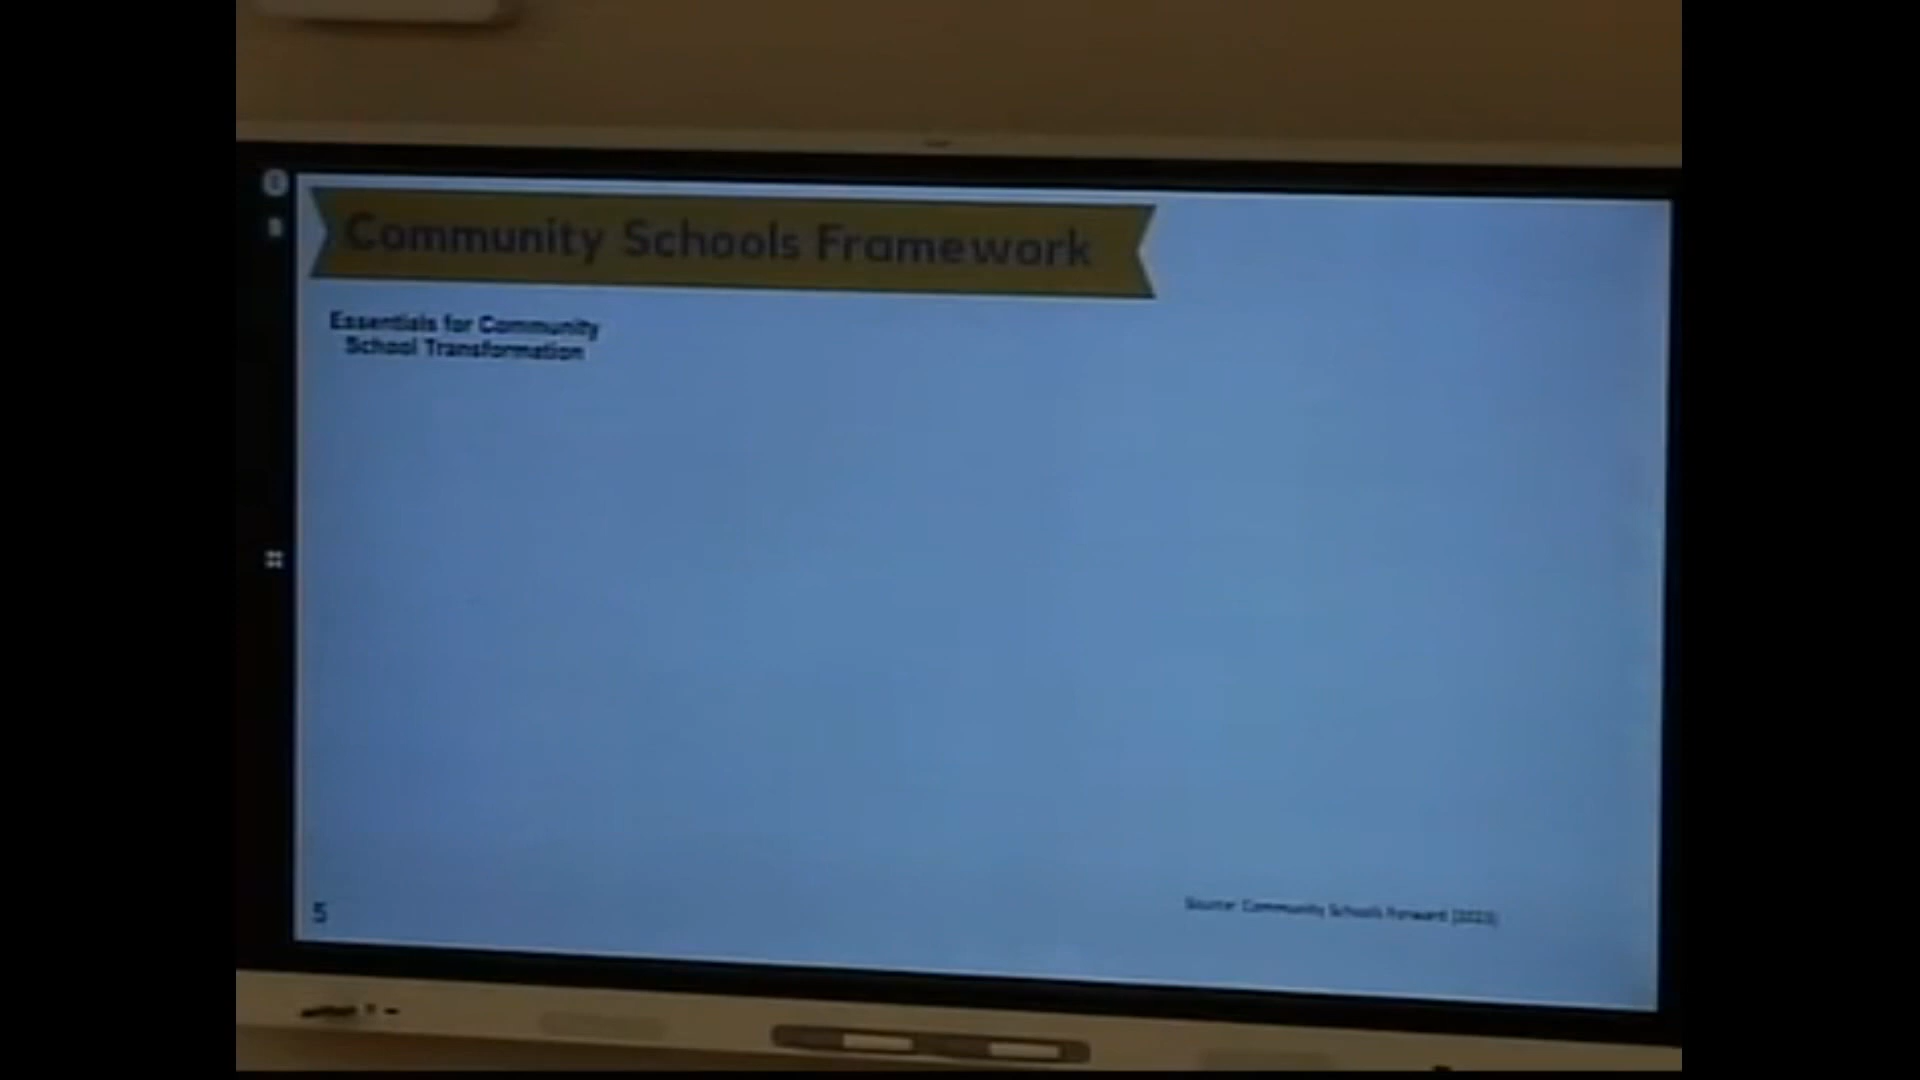 Community Schools Framework
Essentials for Community
School Transformation
5
Source: Community Schools Forward (2023)